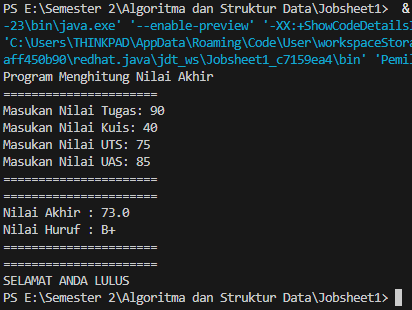 PS E:\Semester 2\Algoritma dan Struktur Data\Jobsheet1>  &
-23\bin\java.exe' '--enable-preview' '-XX:+ShowCodeDetailsI
'C:\Users\THINKPAD\AppData\Roaming\Code\User\workspaceStora
aff450b90\redhat.java\jdt_ws\Jobsheet1_c7159ea4\bin' 'Pemil
Program Menghitung Nilai Akhir
======================
Masukan Nilai Tugas: 90
Masukan Nilai Kuis: 40
Masukan Nilai UTS: 75
Masukan Nilai UAS: 85
======================
======================
Nilai Akhir : 73.0
Nilai Huruf : B+
======================
======================
SELAMAT ANDA LULUS
PS E:\Semester 2\Algoritma dan Struktur Data\Jobsheet1>